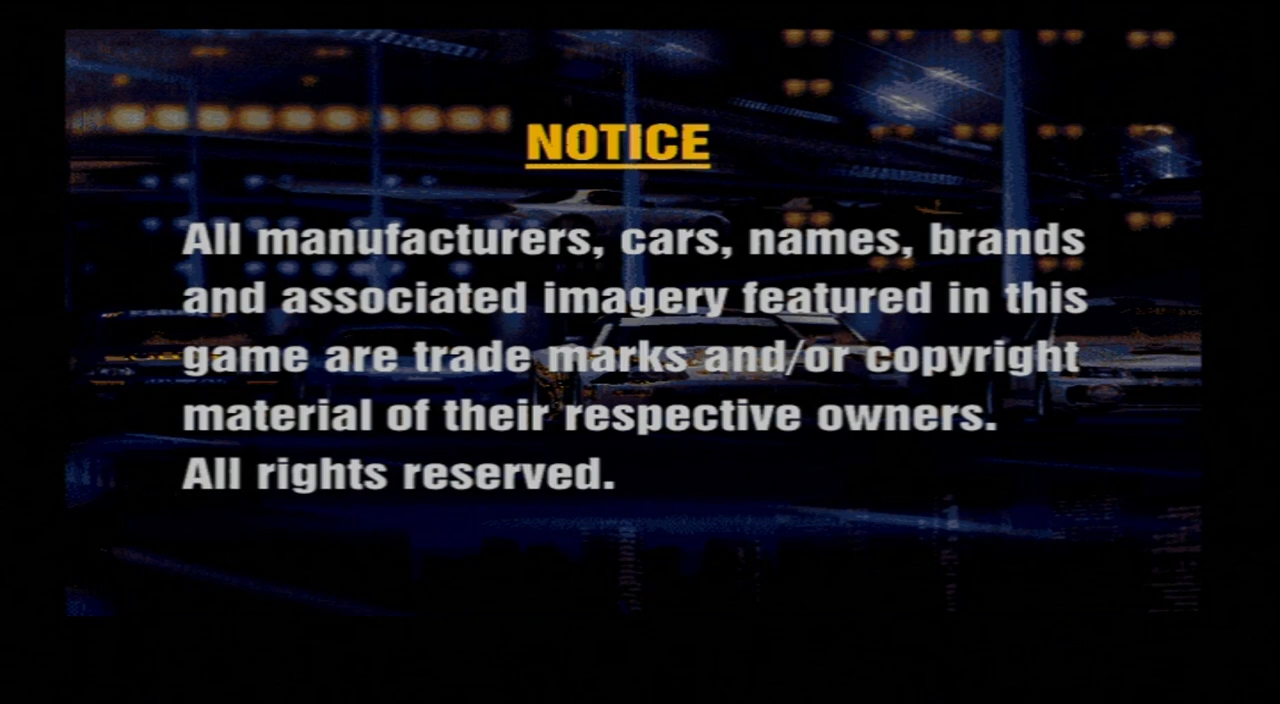 NOTICE
All manufacturers, cars, names, brands
and associated imagery featured in this
game are trade marks and/or copyright
material of their respective owners.
All rights reserved.